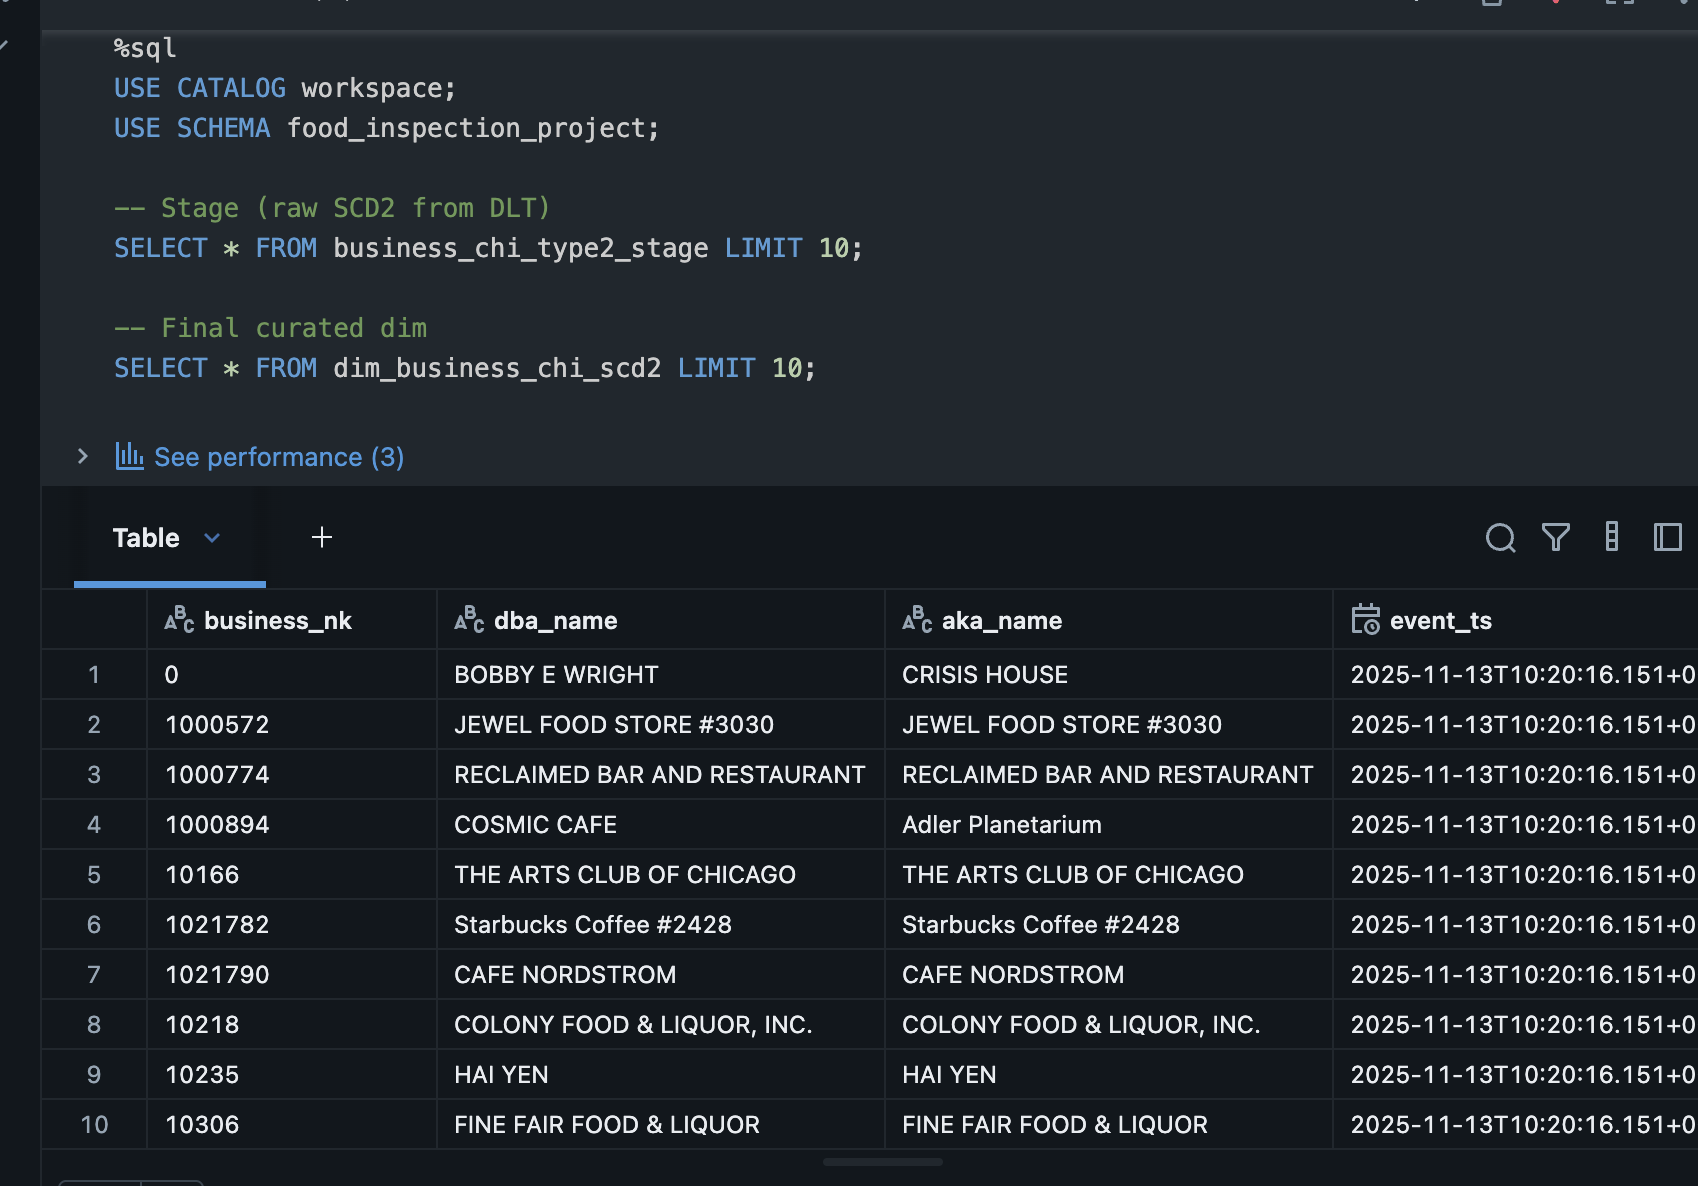 %sql
USE CATALOG workspace;
USE SCHEMA food_inspection_project;
-- Stage (raw SCD2 from DLT)
SELECT * FROM business_chi_type2_stage LIMIT 10;
-- Final curated dim
SELECT * FROM dim_business_chi_scd2 LIMIT 10;
See performance (3)
Table
business_nk dba_name aka_name event_ts
1 0 BOBBY E WRIGHT CRISIS HOUSE 2025-11-13T10:20:16.151+0
2 1000572 JEWEL FOOD STORE #3030 JEWEL FOOD STORE #3030 2025-11-13T10:20:16.151+0
3 1000774 RECLAIMED BAR AND RESTAURANT RECLAIMED BAR AND RESTAURANT 2025-11-13T10:20:16.151+0
4 1000894 COSMIC CAFE Adler Planetarium 2025-11-13T10:20:16.151+0
5 10166 THE ARTS CLUB OF CHICAGO THE ARTS CLUB OF CHICAGO 2025-11-13T10:20:16.151+0
6 1021782 Starbucks Coffee #2428 Starbucks Coffee #2428 2025-11-13T10:20:16.151+0
7 1021790 CAFE NORDSTROM CAFE NORDSTROM 2025-11-13T10:20:16.151+0
8 10218 COLONY FOOD & LIQUOR, INC. COLONY FOOD & LIQUOR, INC. 2025-11-13T10:20:16.151+0
9 10235 HAI YEN HAI YEN 2025-11-13T10:20:16.151+0
10 10306 FINE FAIR FOOD & LIQUOR FINE FAIR FOOD & LIQUOR 2025-11-13T10:20:16.151+0